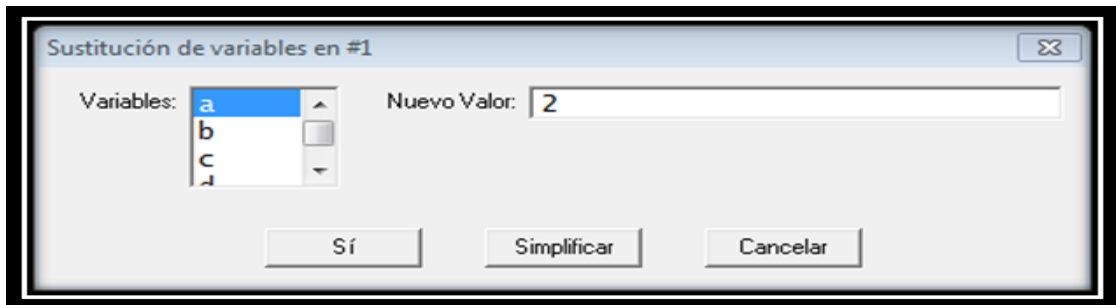 Sustitución de variables en #1
Variables: a Nuevo Valor: 2
b
c
d
Sí Simplificar Cancelar